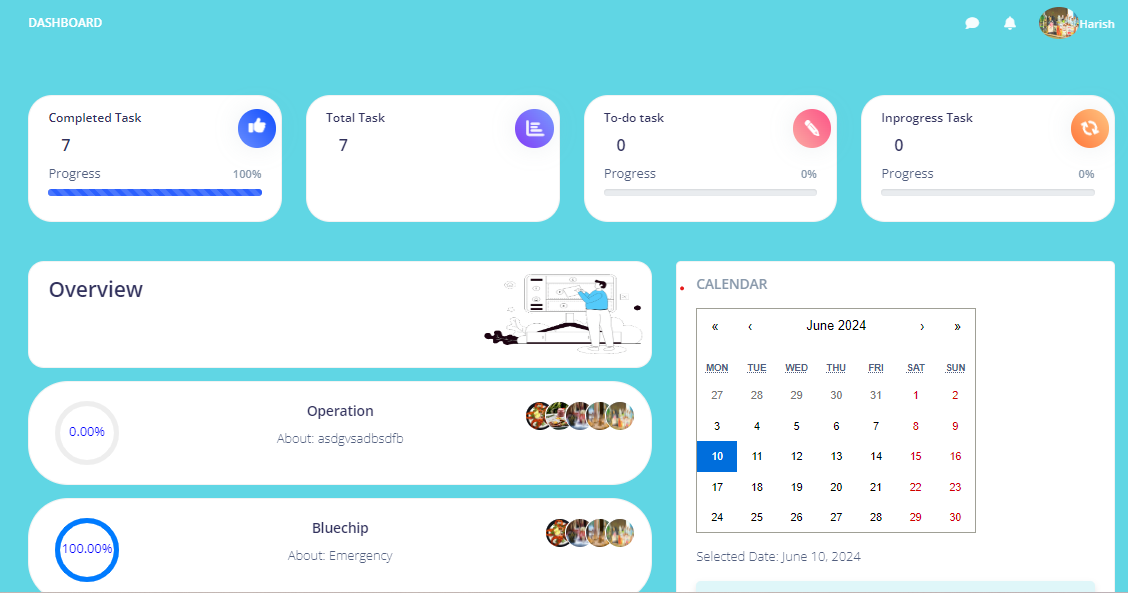 DASHBOARD
Harish
Completed Task
7
Progress 100%
Total Task
7
To-do task
0
Progress 0%
Inprogress Task
0
Progress 0%
Overview
0.00%
Operation
About: asdgvsadbsdfb
100.00%
Bluechip
About: Emergency
CALENDAR
« ‹ June 2024 › »
MON TUE WED THU FRI SAT SUN
27 28 29 30 31 1 2
3 4 5 6 7 8 9
10 11 12 13 14 15 16
17 18 19 20 21 22 23
24 25 26 27 28 29 30
Selected Date: June 10, 2024